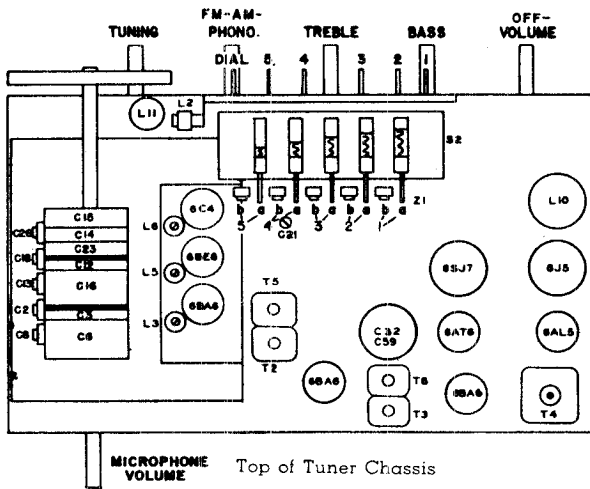 FM-AM-
TUNING PHONO. TREBLE BASS OFF-
VOLUME
DIAL 5 4 3 2 1
L11
L2
S2
Z1
b a b a b a b a b a
5 4 3 2 1
C21
L10
C15
C14
C23
C12
C16
C3
C6
C26
C18
C13
C2
C8
L6
6C4
L5
6BE6
L3
6BA6
T5
T2
C32
C59
6SJ7
6J5
6AT6
6AL5
6BA6
T6
T3
6BA6
T4
MICROPHONE
VOLUME
Top of Tuner Chassis